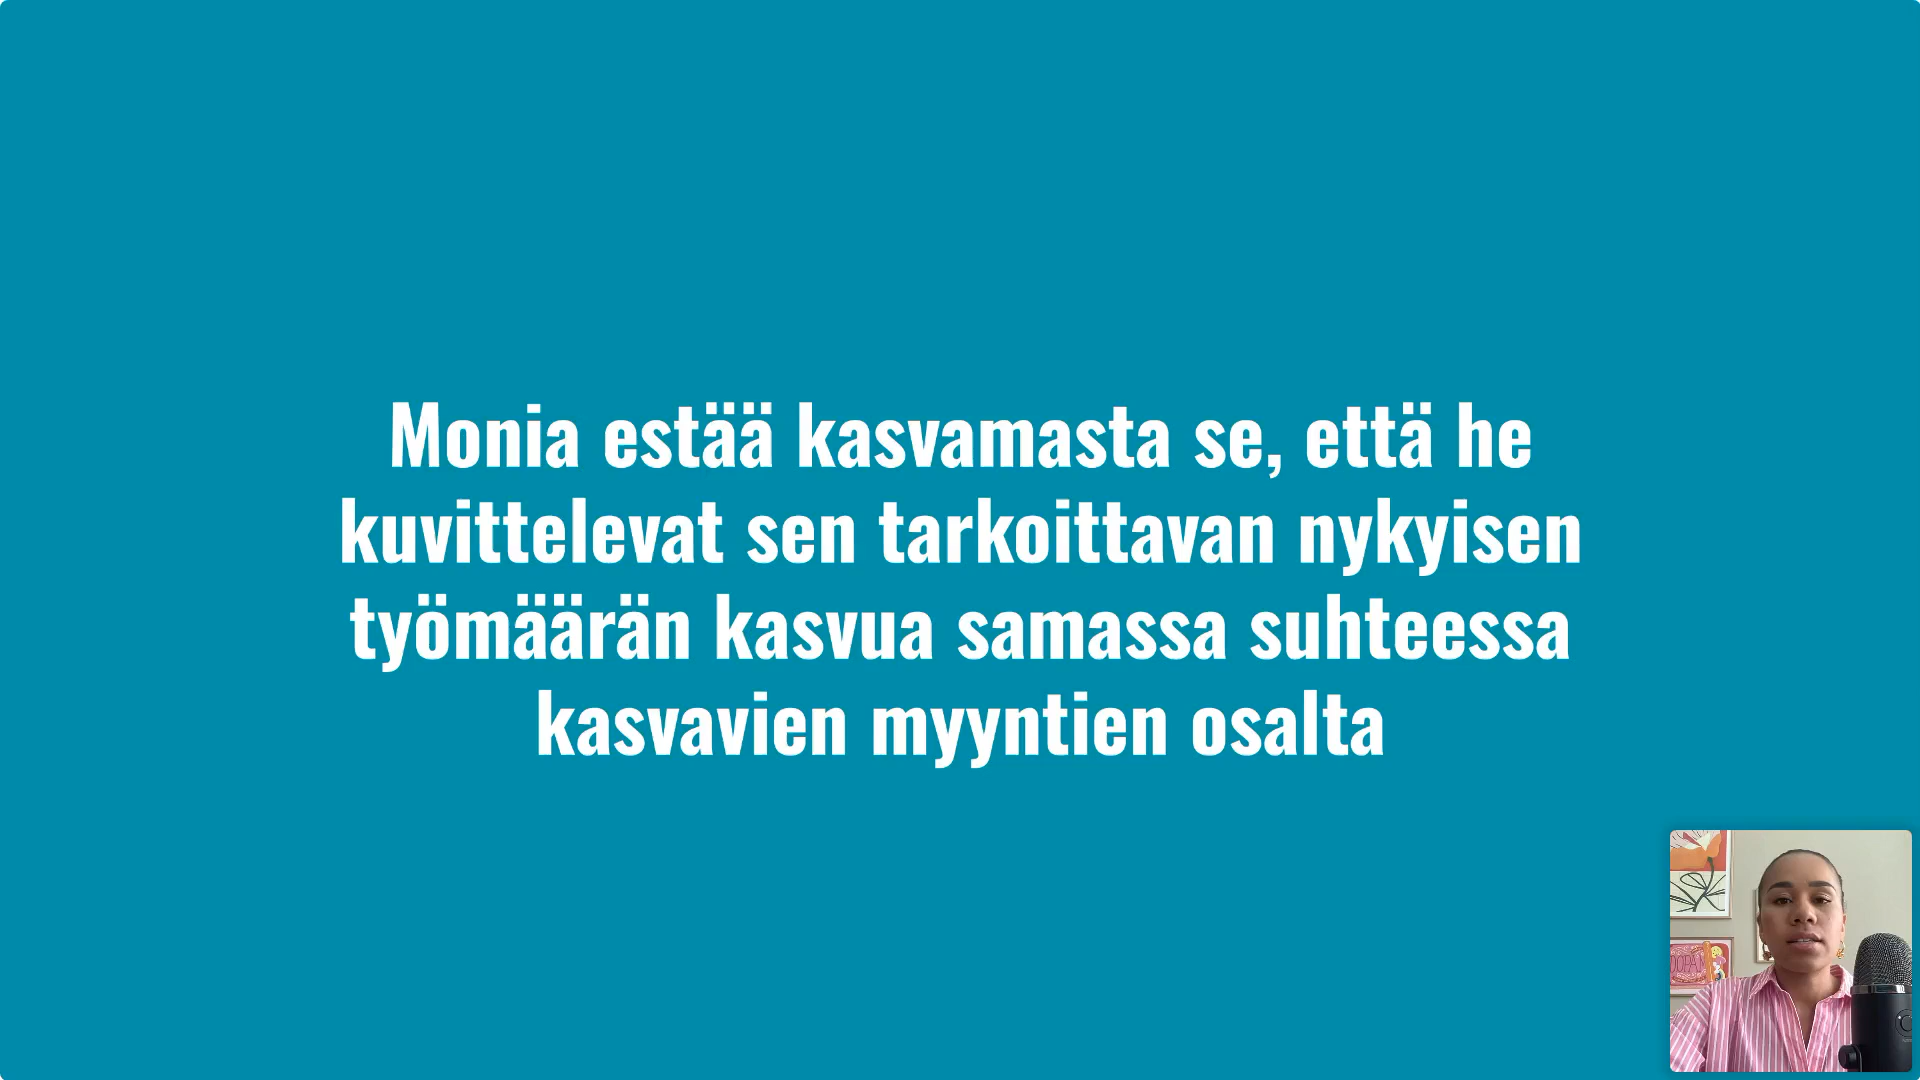 Monia estää kasvamasta se, että he
kuvittelevat sen tarkoittavan nykyisen
työmäärän kasvua samassa suhteessa
kasvavien myyntien osalta